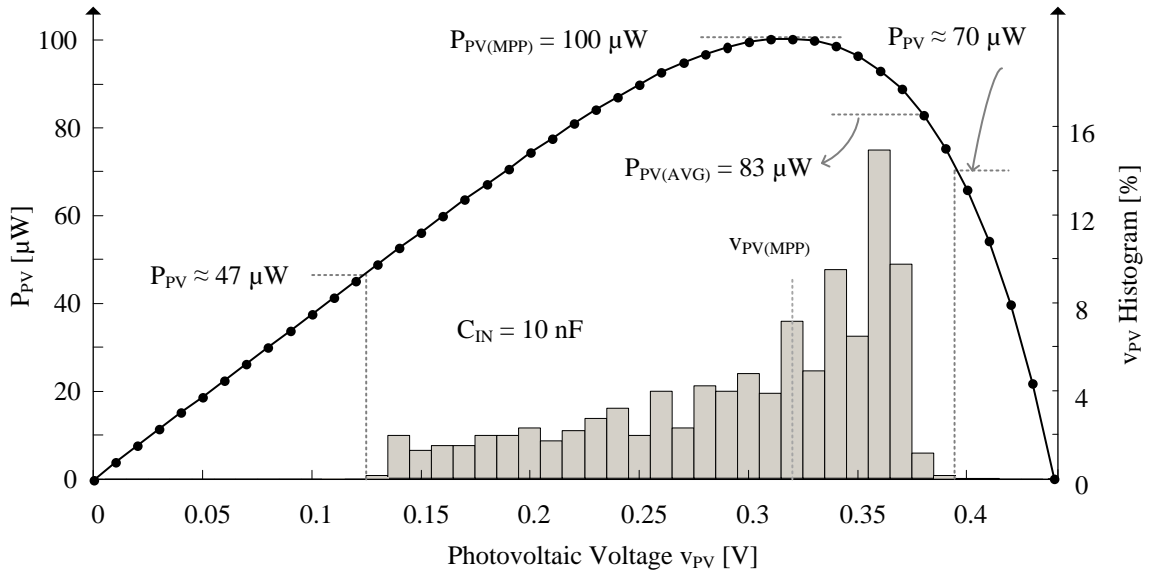 100
P_PV(MPP) = 100 µW
P_PV ≈ 70 µW
80
16
P_PV(AVG) = 83 µW
P_PV [µW]
60
12
v_PV Histogram [%]
v_PV(MPP)
P_PV ≈ 47 µW
40
8
C_IN = 10 nF
20
4
0
0
0 0.05 0.1 0.15 0.2 0.25 0.3 0.35 0.4
Photovoltaic Voltage v_PV [V]